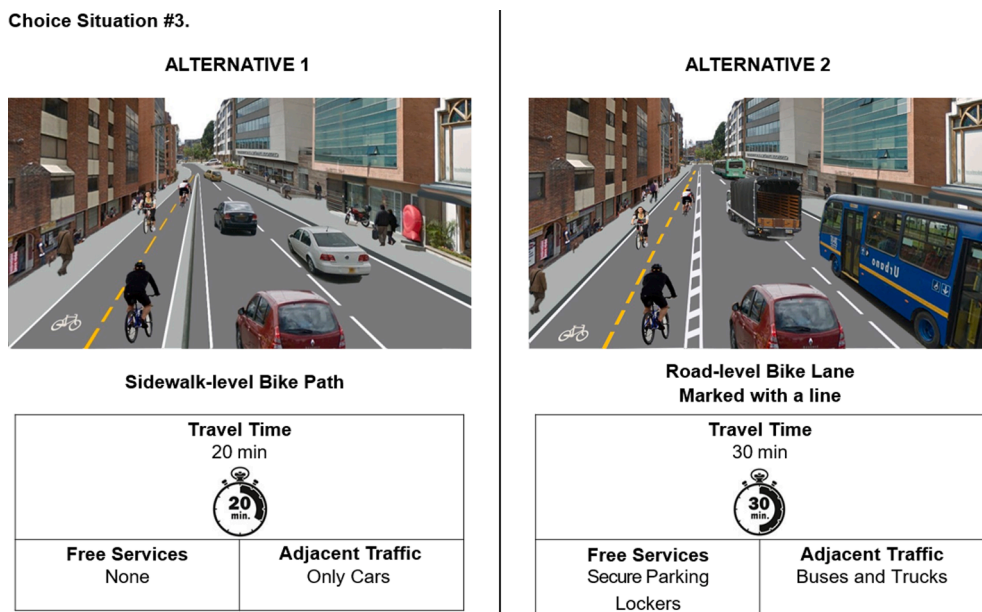 Choice Situation #3.
ALTERNATIVE 1
Sidewalk-level Bike Path
Travel Time
20 min
20
min.
Free Services
None
Adjacent Traffic
Only Cars
ALTERNATIVE 2
Urbano
Road-level Bike Lane
Marked with a line
Travel Time
30 min
30
min.
Free Services
Secure Parking
Lockers
Adjacent Traffic
Buses and Trucks